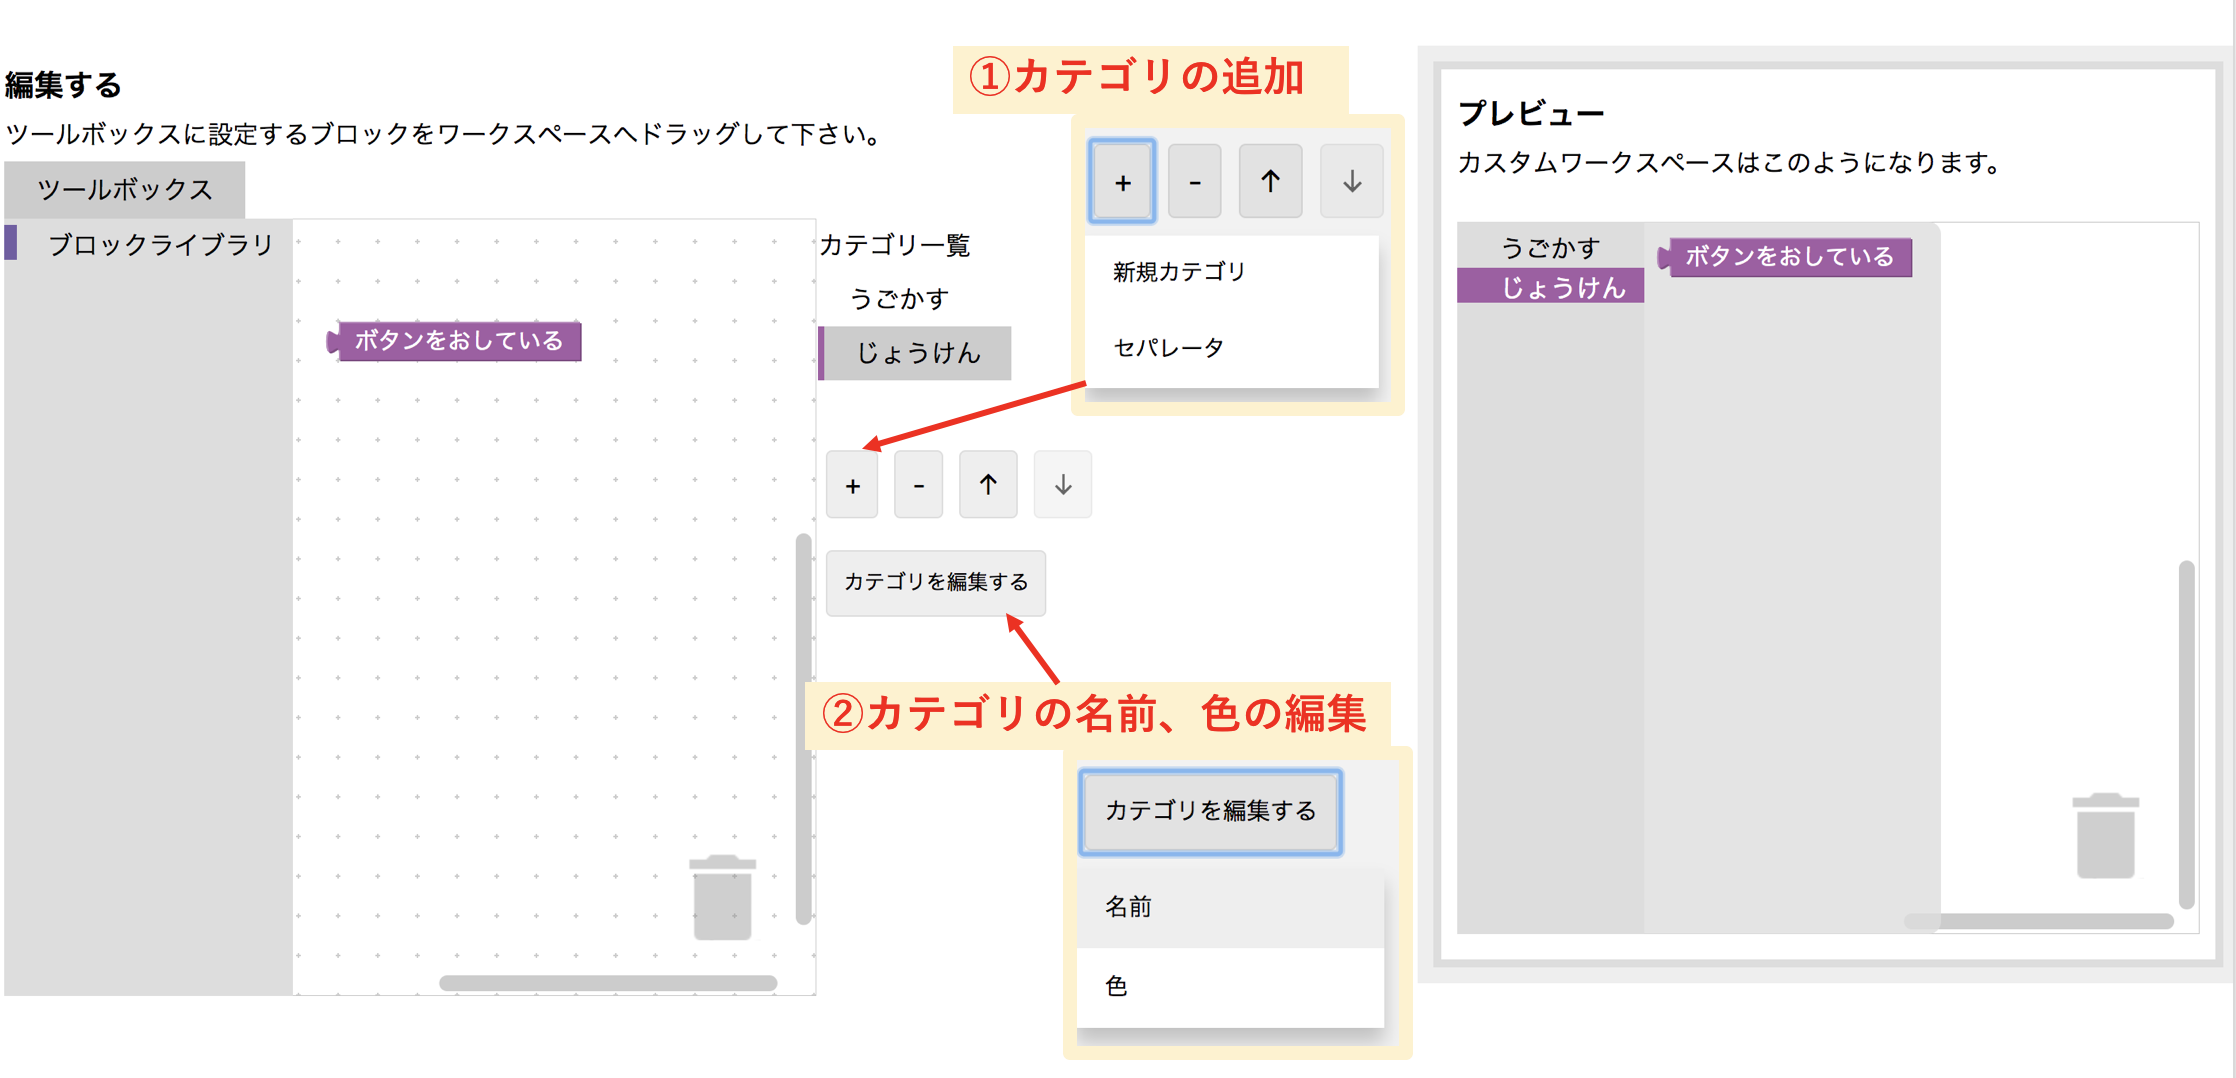 編集する
ツールボックスに設定するブロックをワークスペースへドラッグして下さい。
ツールボックス
ブロックライブラリ
ボタンをおしている
カテゴリ一覧
うごかす
じょうけん
+ - ↑ ↓
カテゴリを編集する
①カテゴリの追加
+ - ↑ ↓
新規カテゴリ
セパレータ
②カテゴリの名前、色の編集
カテゴリを編集する
名前
色
プレビュー
カスタムワークスペースはこのようになります。
うごかす
じょうけん
ボタンをおしている